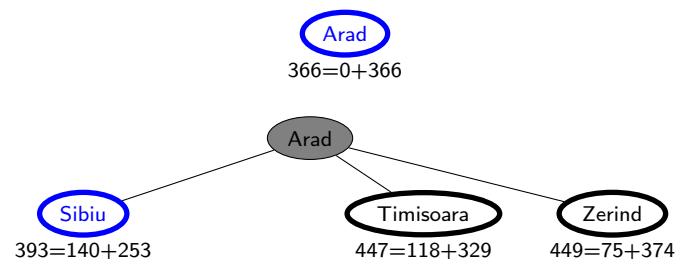 Arad
366=0+366
Arad
Sibiu Timisoara Zerind
393=140+253 447=118+329 449=75+374